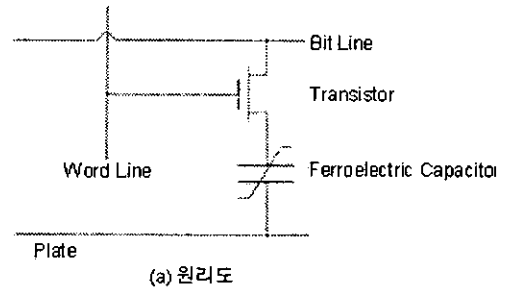 Bit Line
Transistor
Word Line
Ferroelectric Capacitor
Plate
(a) 원리도